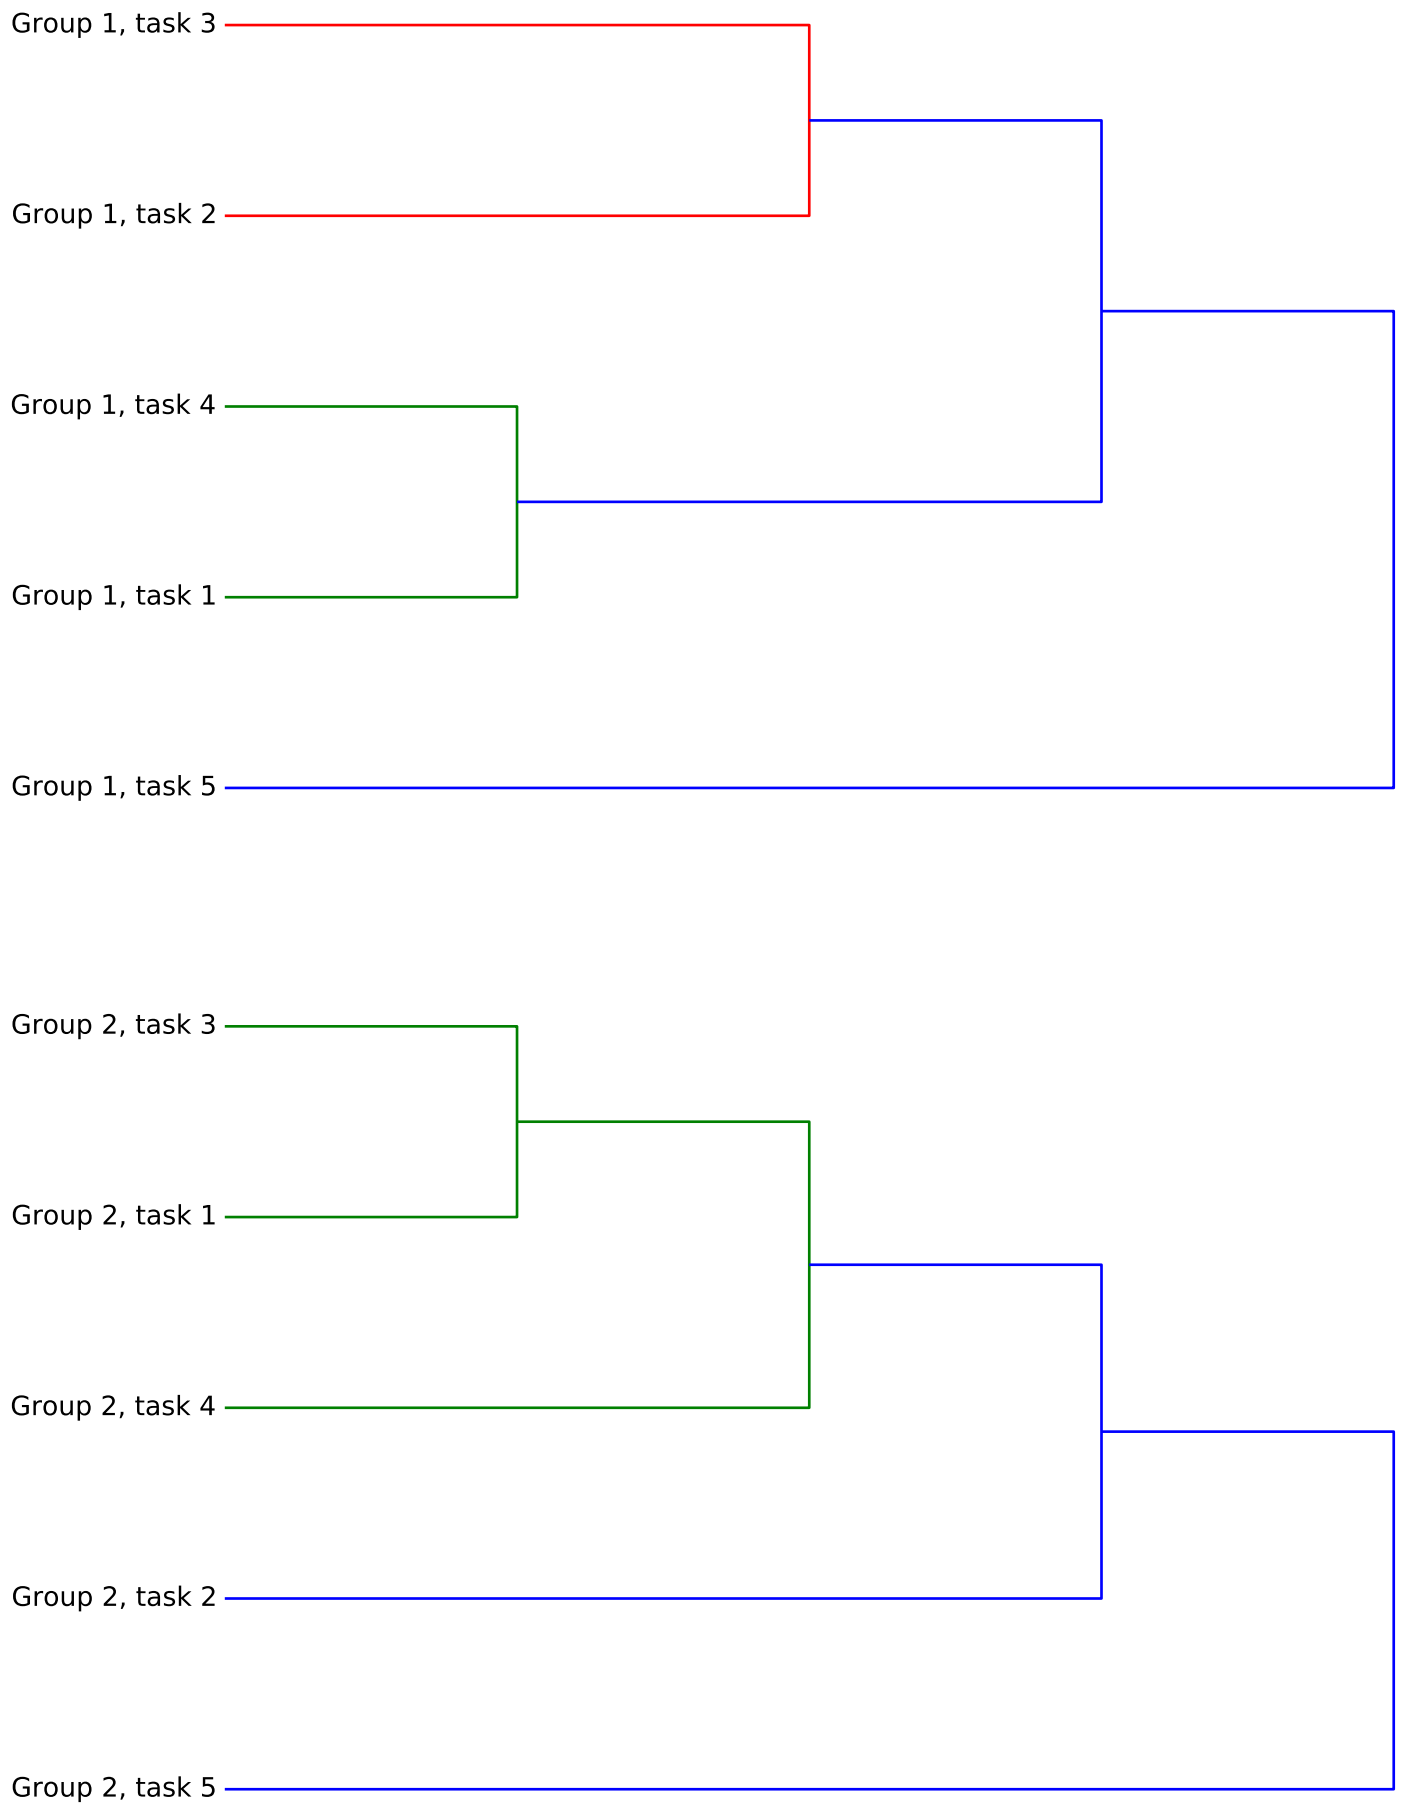 Group 1, task 3
Group 1, task 2
Group 1, task 4
Group 1, task 1
Group 1, task 5
Group 2, task 3
Group 2, task 1
Group 2, task 4
Group 2, task 2
Group 2, task 5